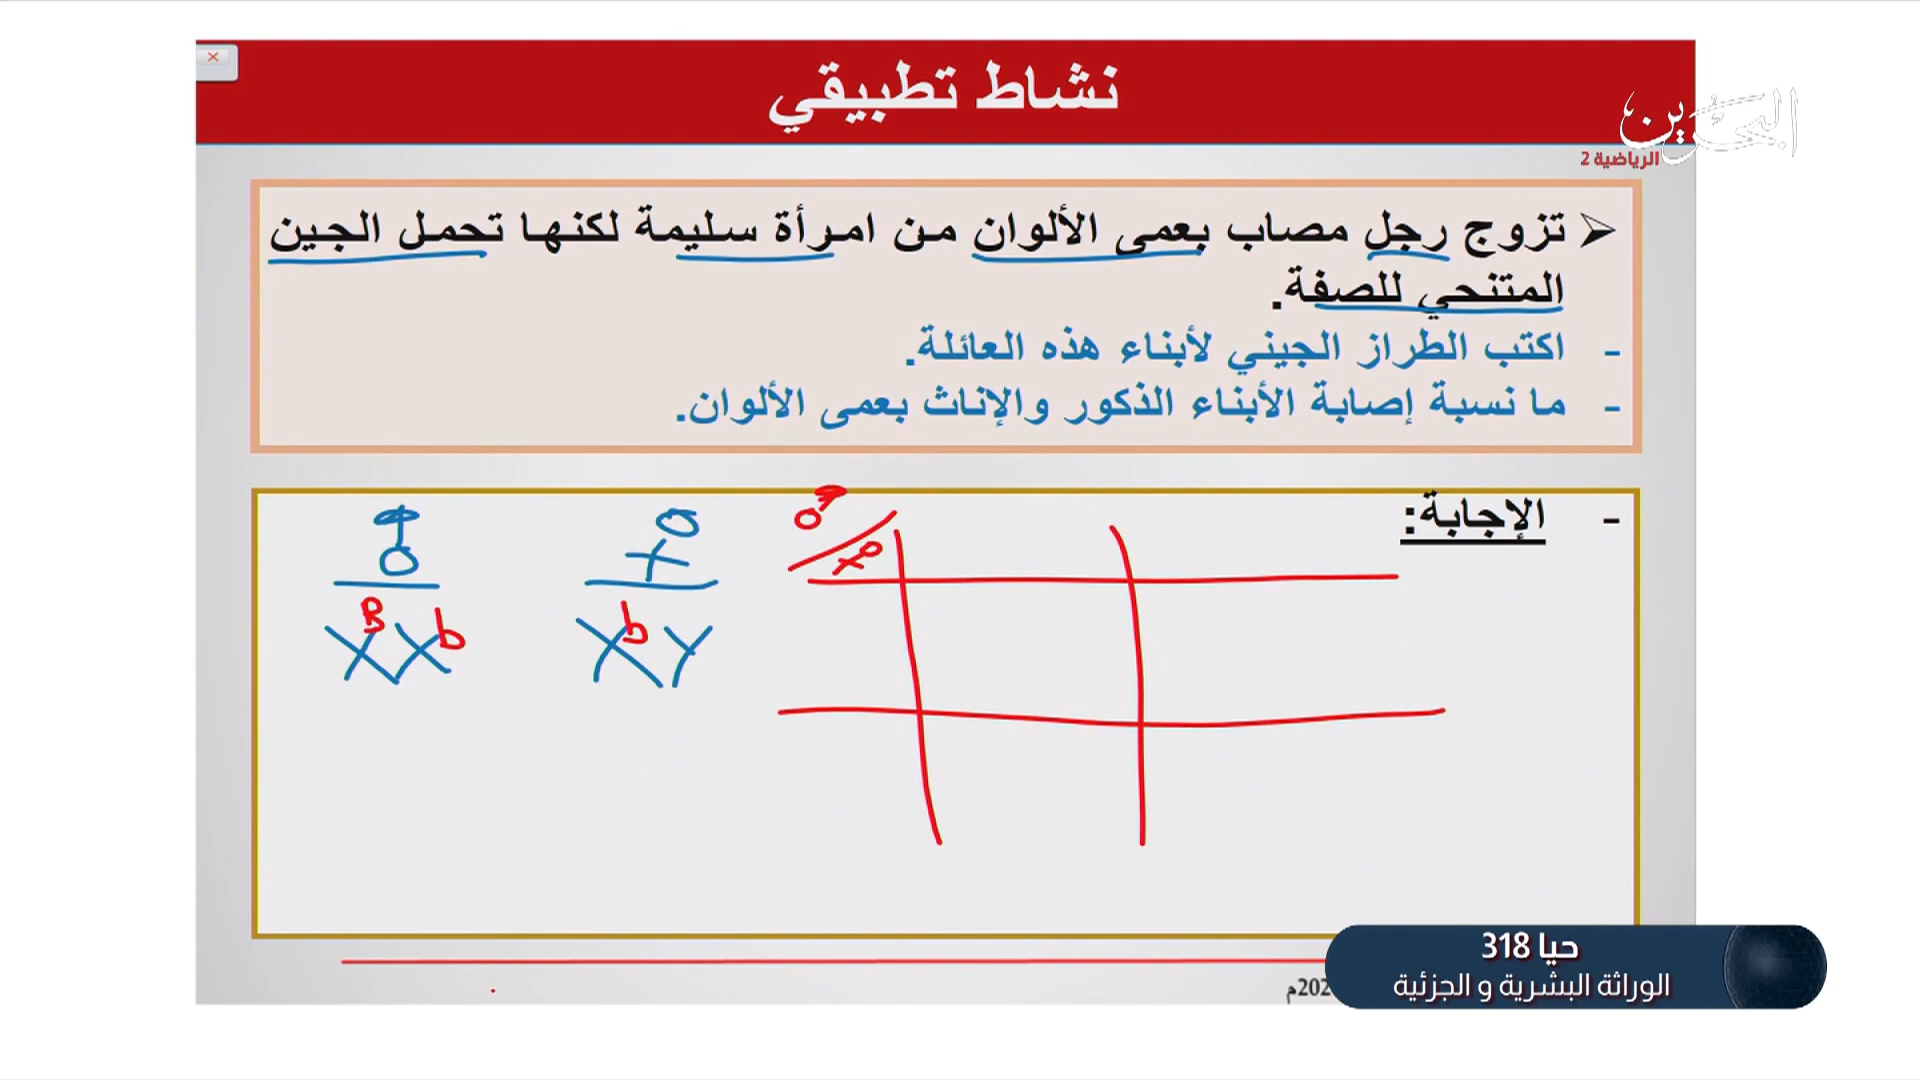 نشاط تطبيقي
البحرين
الرياضية 2
تزوج رجل مصاب بعمى الألوان من امرأة سليمة لكنها تحمل الجين
المتنحي للصفة.
- اكتب الطراز الجيني لأبناء هذه العائلة.
- ما نسبة إصابة الأبناء الذكور والإناث بعمى الألوان.
- الإجابة:
♂ ♀
♂ ♀
XᴮXᵇ XᵇY
حيا 318
الوراثة البشرية و الجزئية